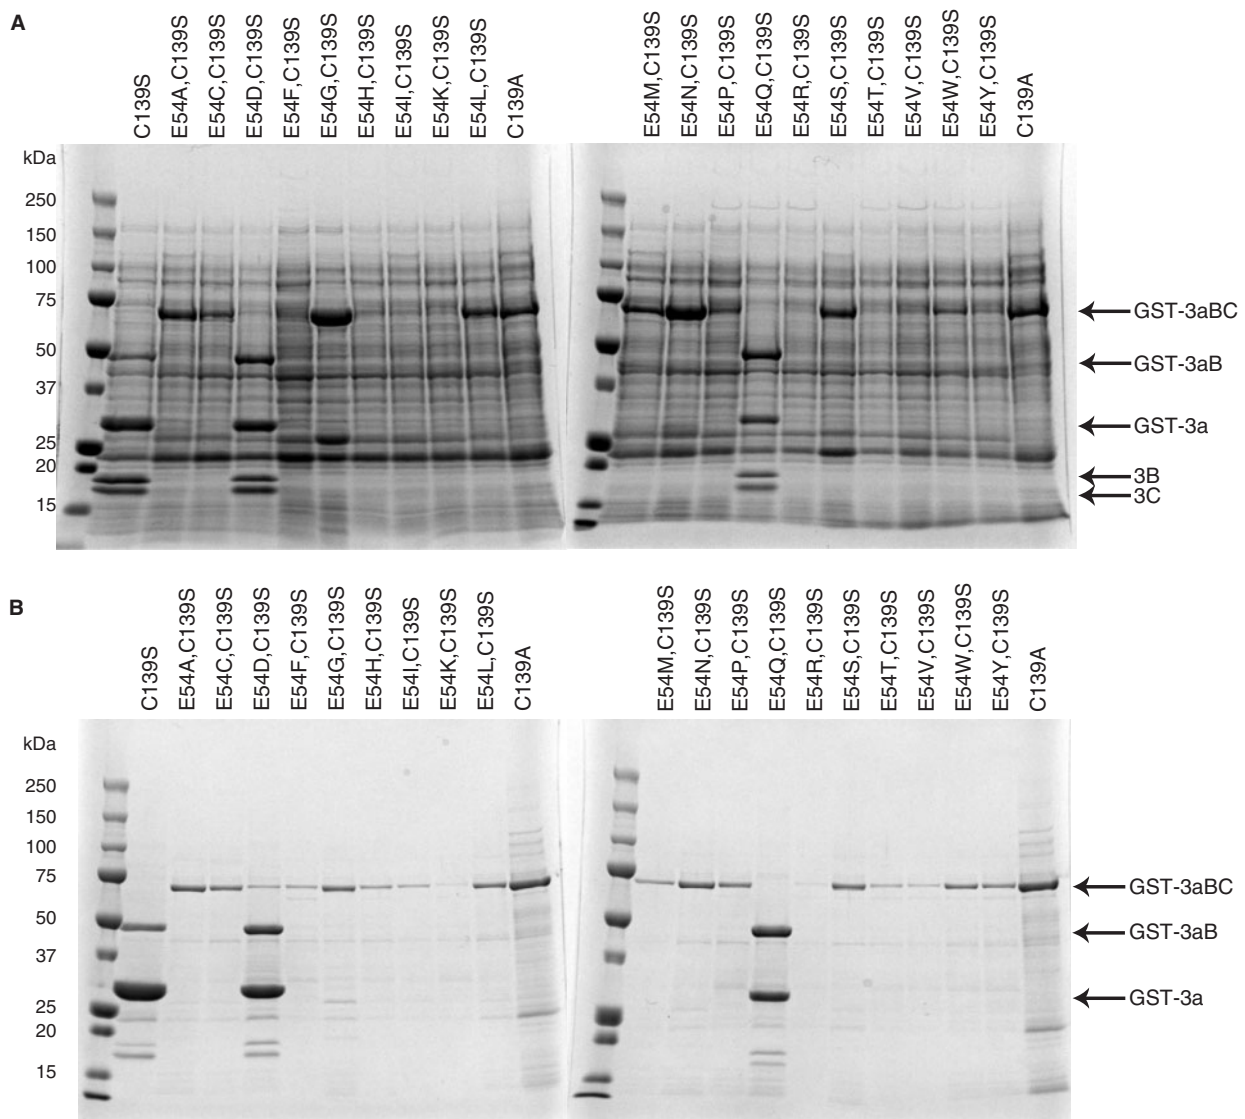 A
C139S
E54A,C139S
E54C,C139S
E54D,C139S
E54F,C139S
E54G,C139S
E54H,C139S
E54I,C139S
E54K,C139S
E54L,C139S
C139A
E54M,C139S
E54N,C139S
E54P,C139S
E54Q,C139S
E54R,C139S
E54S,C139S
E54T,C139S
E54V,C139S
E54W,C139S
E54Y,C139S
C139A
kDa
250
150
100
75
50
37
25
20
15
GST-3aBC
GST-3aB
GST-3a
3B
3C
B
C139S
E54A,C139S
E54C,C139S
E54D,C139S
E54F,C139S
E54G,C139S
E54H,C139S
E54I,C139S
E54K,C139S
E54L,C139S
C139A
E54M,C139S
E54N,C139S
E54P,C139S
E54Q,C139S
E54R,C139S
E54S,C139S
E54T,C139S
E54V,C139S
E54W,C139S
E54Y,C139S
C139A
kDa
250
150
100
75
50
37
25
20
15
GST-3aBC
GST-3aB
GST-3a